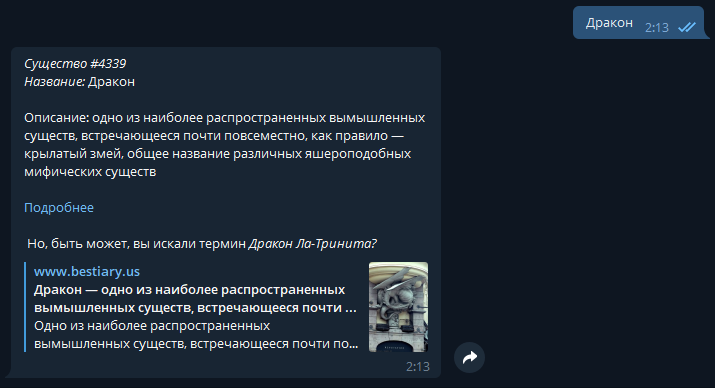 Дракон 2:13
Существо #4339
Название: Дракон
Описание: одно из наиболее распространенных вымышленных
существ, встречающееся почти повсеместно, как правило —
крылатый змей, общее название различных ящероподобных
мифических существ
Подробнее
Но, быть может, вы искали термин Дракон Ла-Тринита?
www.bestiary.us
Дракон — одно из наиболее распространенных
вымышленных существ, встречающееся почти ...
Одно из наиболее распространенных
вымышленных существ, встречающееся почти по...
2:13